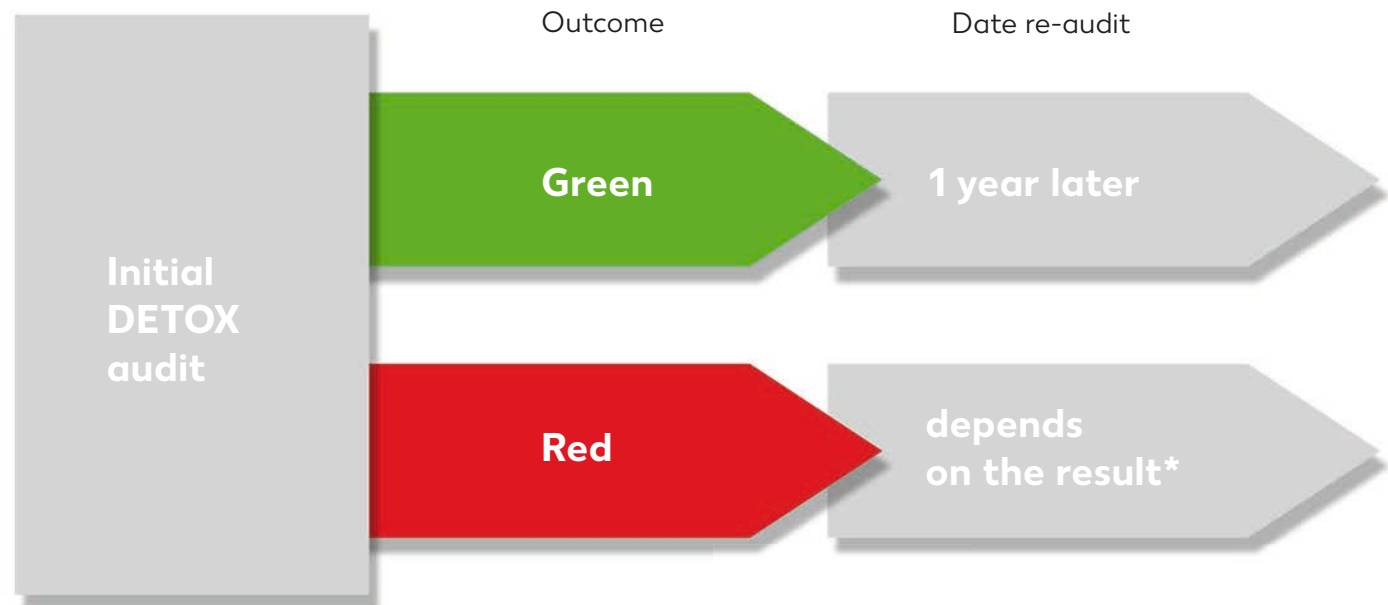 Outcome
Date re-audit
Initial
DETOX
audit
Green
1 year later
Red
depends
on the result*